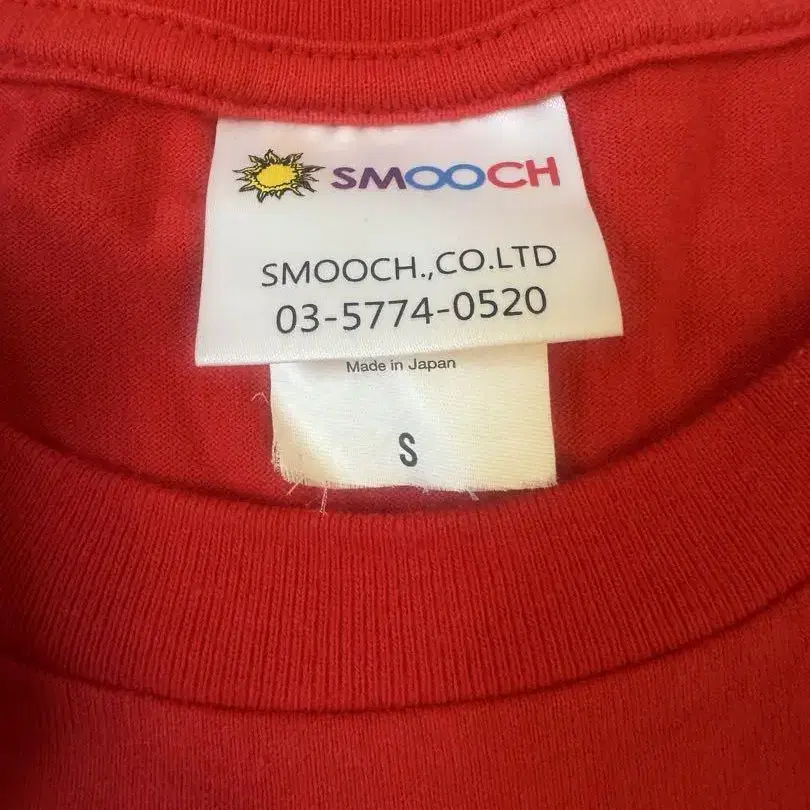 SMOOCH
SMOOCH.,CO.LTD
03-5774-0520
Made in Japan
S